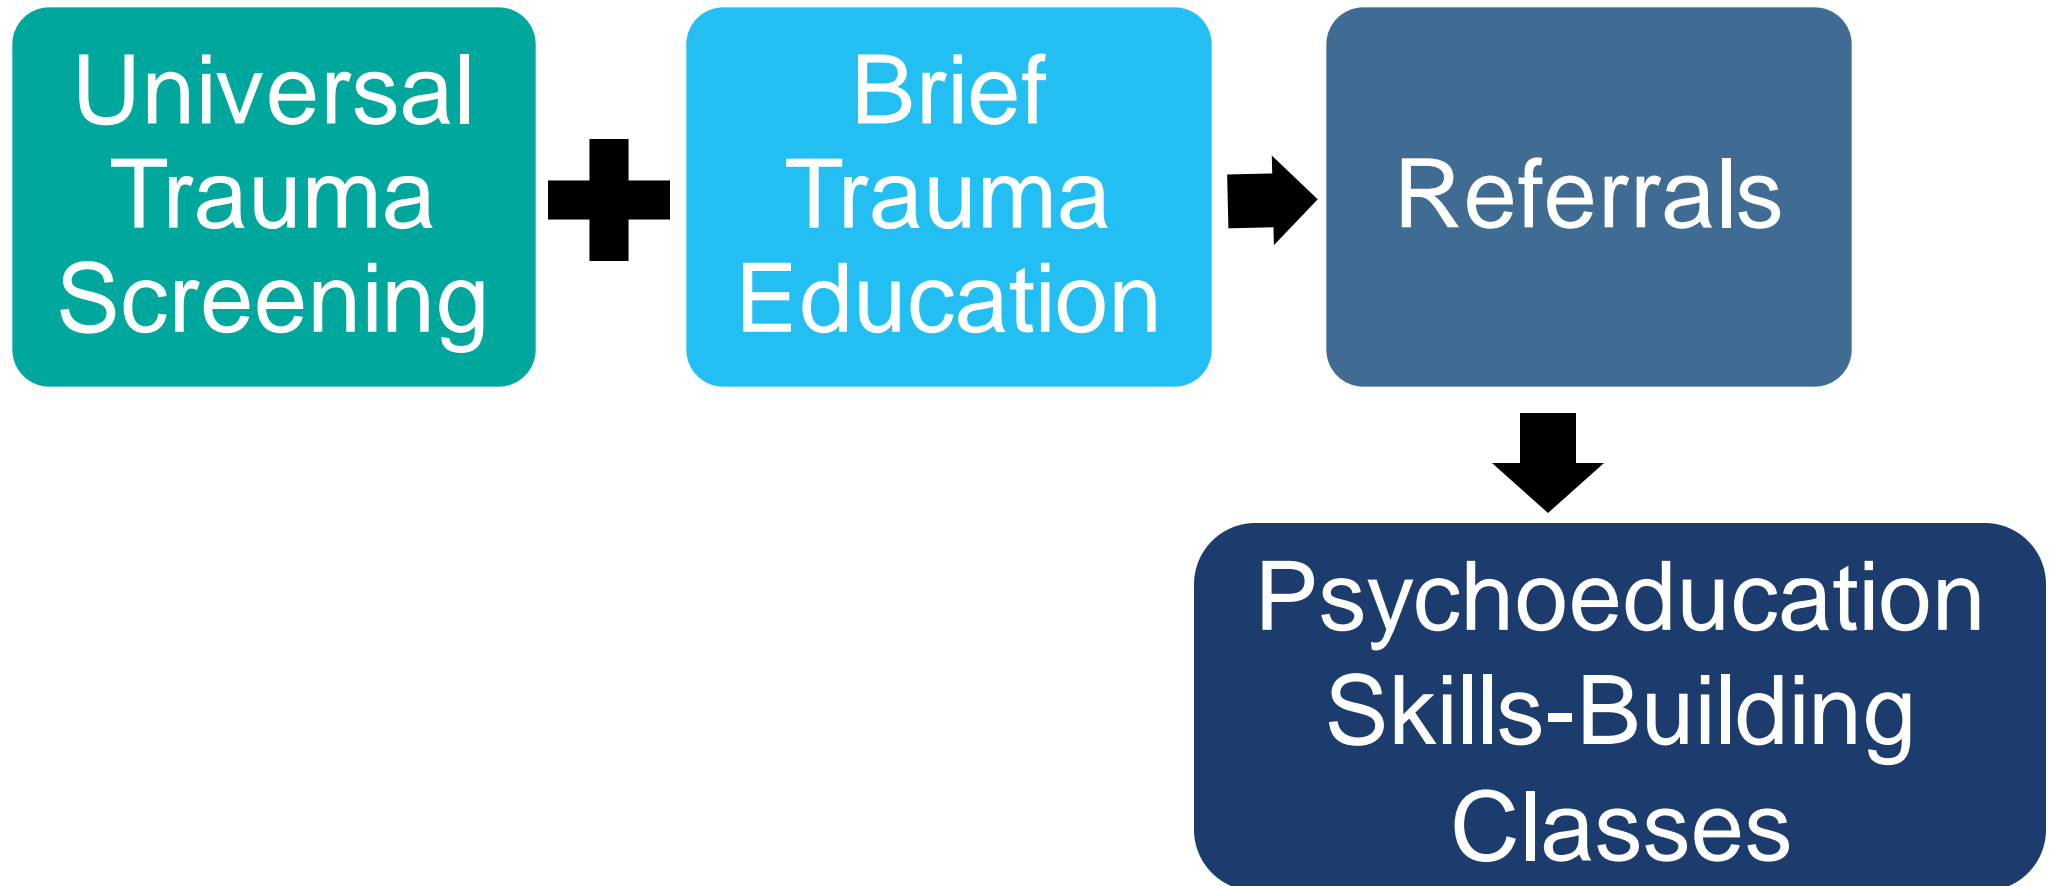 Universal
Trauma
Screening
Brief
Trauma
Education
Referrals
Psychoeducation
Skills-Building
Classes